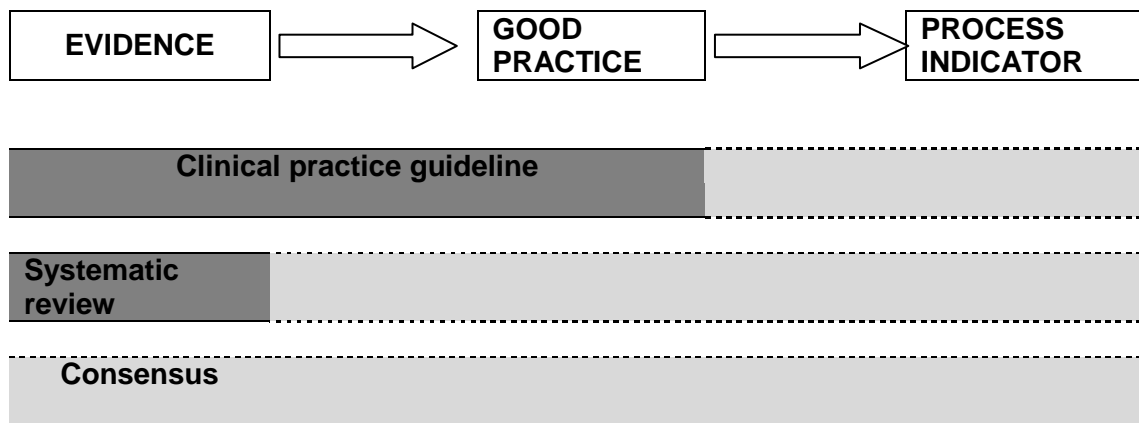 EVIDENCE
GOOD
PRACTICE
PROCESS
INDICATOR
Clinical practice guideline
Systematic
review
Consensus